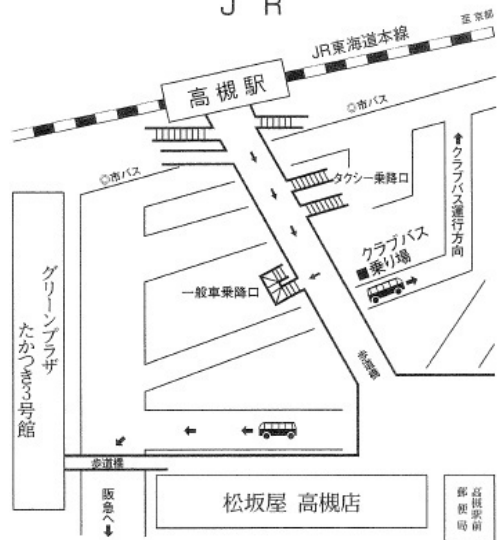 JR
至 京都
JR東海道本線
高槻駅
◎市バス
◎市バス
タクシー乗降口
クラブバス運行方向
クラブバス
乗り場
一般車乗降口
グリーンプラザ
たかつき3号館
歩道橋
歩道橋
阪急へ
松坂屋 高槻店
高槻駅前
郵便局